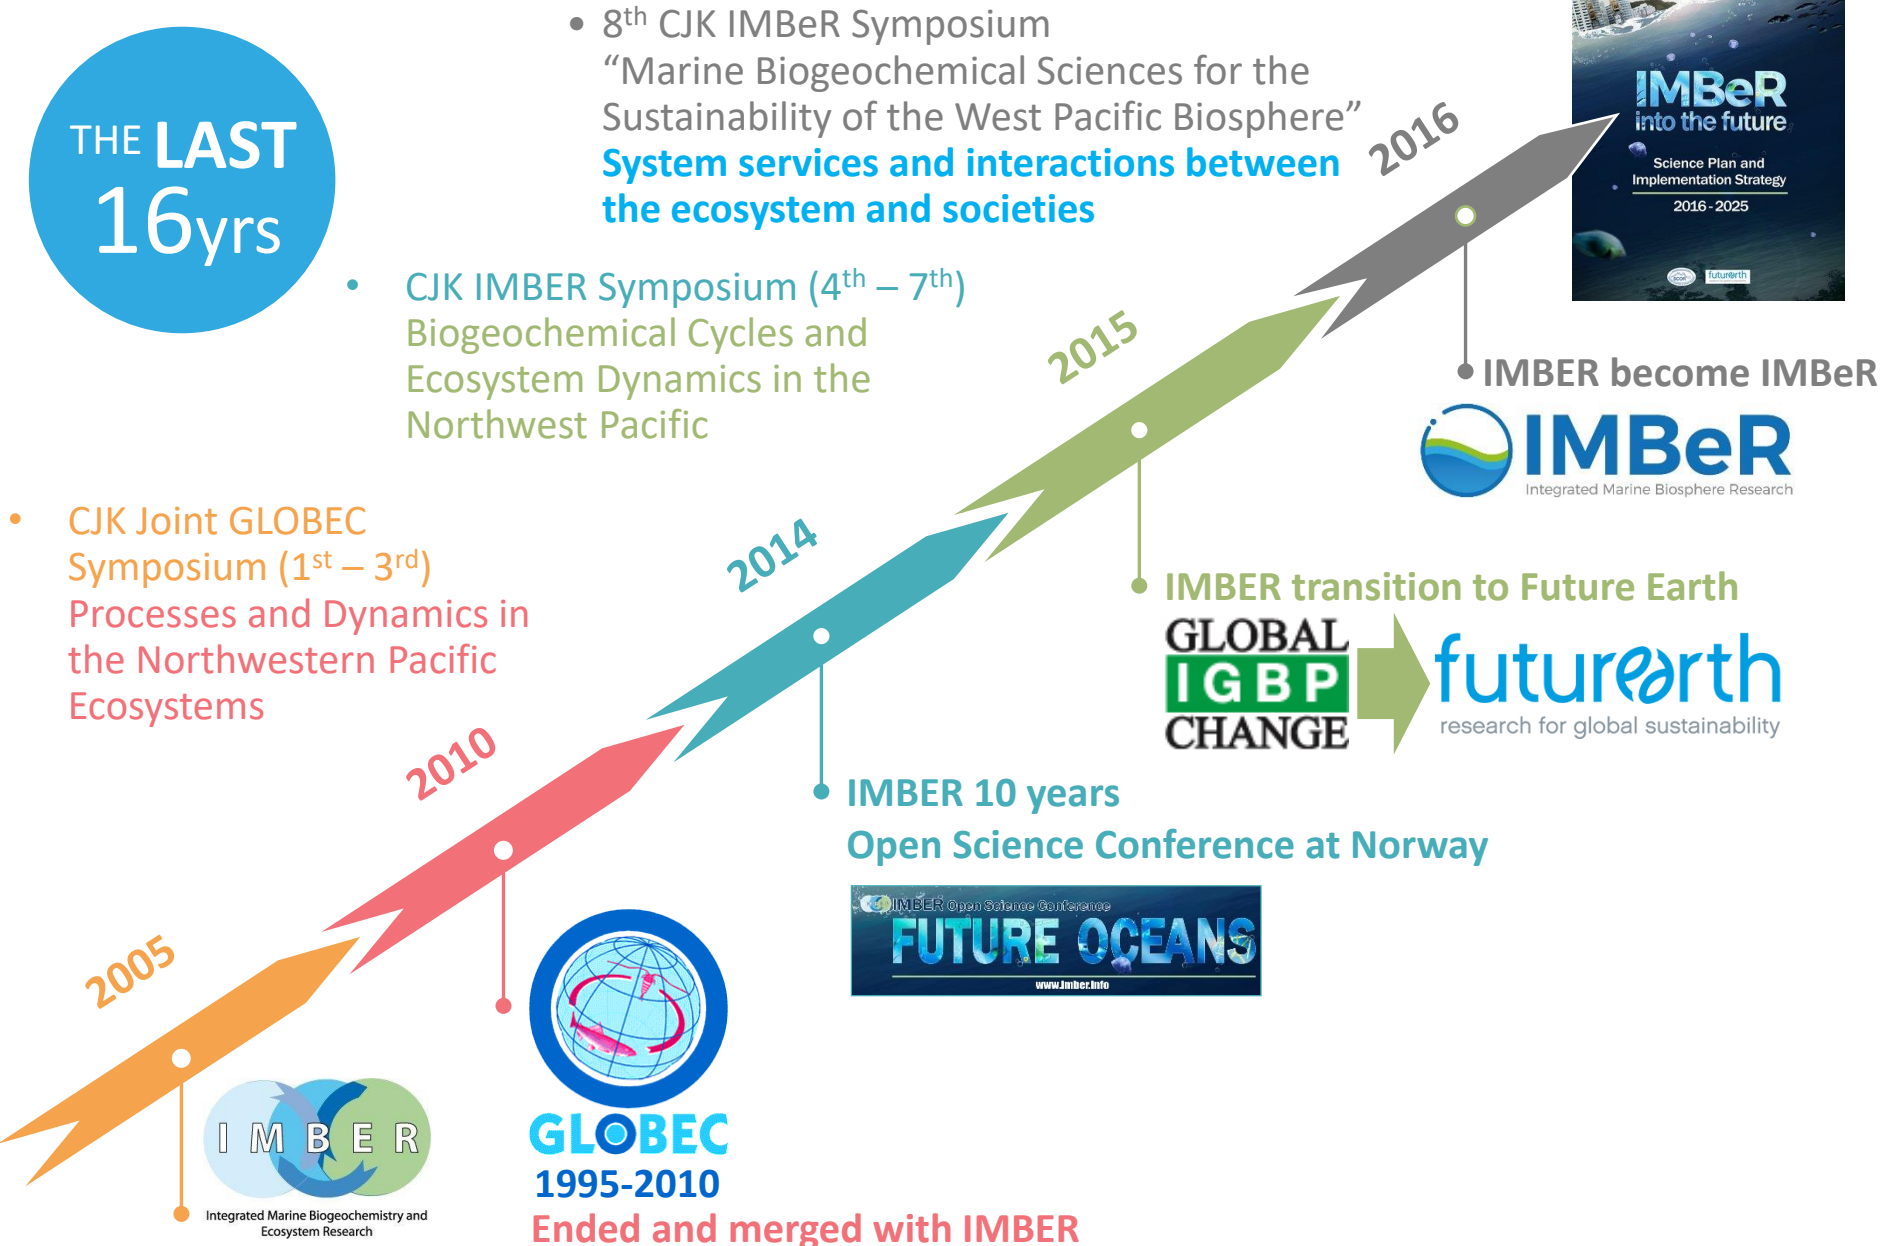 THE LAST
16yrs
• 8th CJK IMBeR Symposium
“Marine Biogeochemical Sciences for the
Sustainability of the West Pacific Biosphere”
System services and interactions between
the ecosystem and societies
• CJK IMBER Symposium (4th – 7th)
Biogeochemical Cycles and
Ecosystem Dynamics in the
Northwest Pacific
• CJK Joint GLOBEC
Symposium (1st – 3rd)
Processes and Dynamics in
the Northwestern Pacific
Ecosystems
2005
IMBER
Integrated Marine Biogeochemistry and
Ecosystem Research
2010
GLOBEC
1995-2010
Ended and merged with IMBER
2014
IMBER 10 years
Open Science Conference at Norway
IMBER Open Science Conference
FUTURE OCEANS
www.imber.info
2015
IMBER transition to Future Earth
GLOBAL
IGBP
CHANGE
futurearth
research for global sustainability
2016
IMBER become IMBeR
IMBeR
Integrated Marine Biosphere Research
IMBeR
into the future
Science Plan and
Implementation Strategy
2016 - 2025
SCOR
futurearth